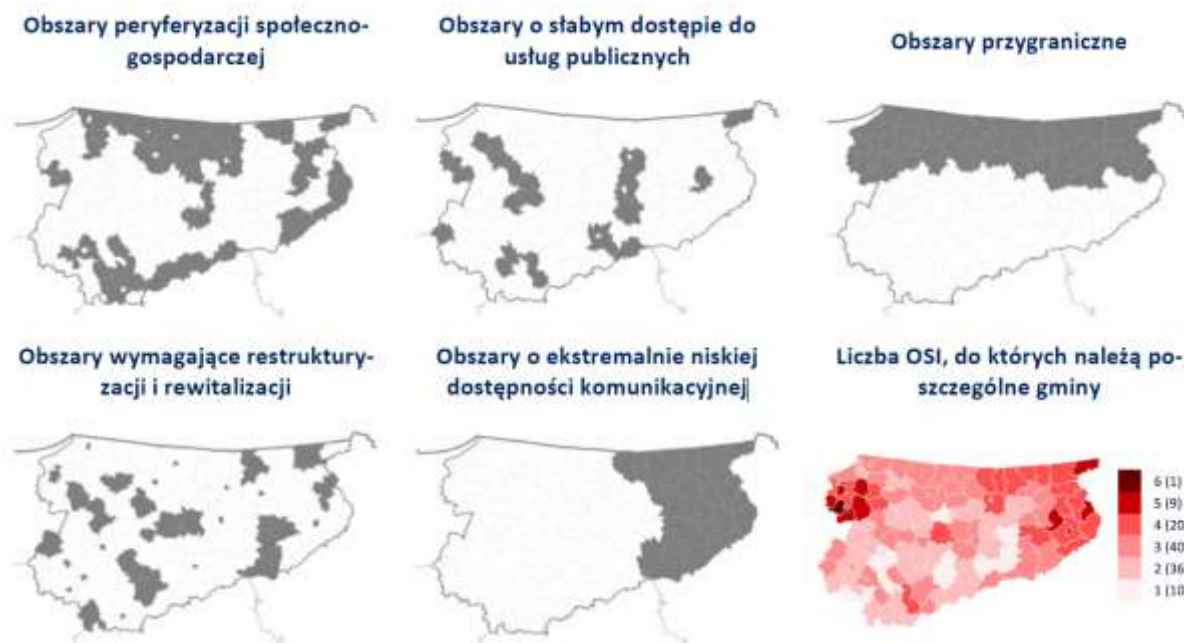 Obszary peryferyzacji społeczno-
gospodarczej
Obszary o słabym dostępie do
usług publicznych
Obszary przygraniczne
Obszary wymagające restruktury-
zacji i rewitalizacji
Obszary o ekstremalnie niskiej
dostępności komunikacyjnej
Liczba OSI, do których należą po-
szczególne gminy
6 (1)
5 (9)
4 (20
3 (40
2 (36
1 (10